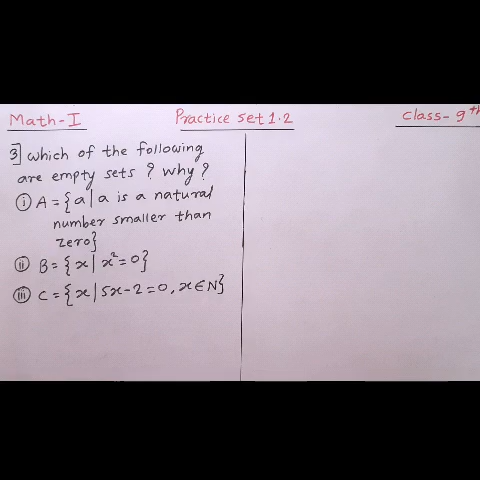 Math-I Practice set 1.2 class-9th
3] which of the following
are empty sets ? why ?
(i) A = {a|a is a natural
number smaller than
zero}
(ii) B = {x | x²=0}
(iii) C = {x | 5x-2=0, x∈N}